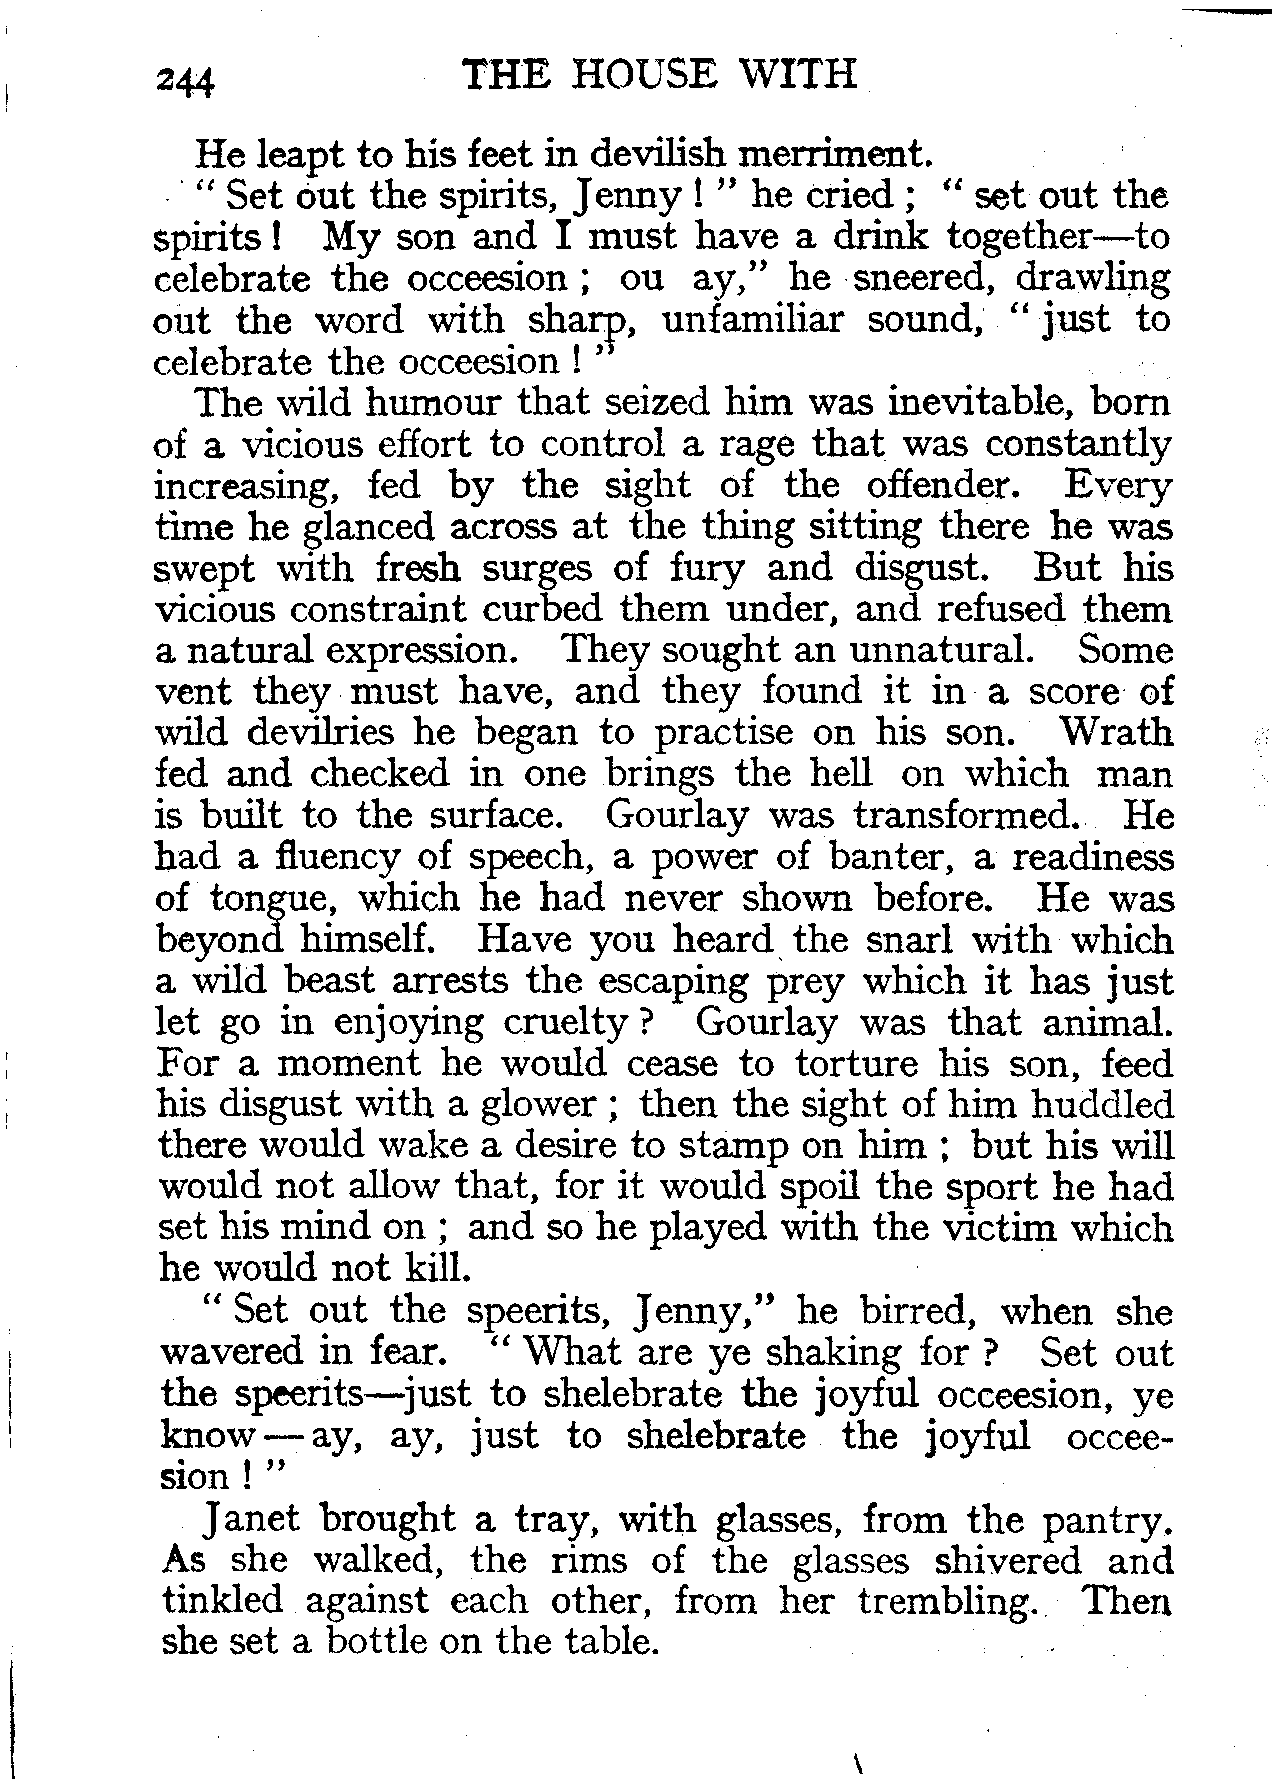 244 THE HOUSE WITH
He leapt to his feet in devilish merriment.
“ Set out the spirits, Jenny ! ” he cried ; “ set out the
spirits ! My son and I must have a drink together—to
celebrate the occeesion ; ou ay,” he sneered, drawling
out the word with sharp, unfamiliar sound, “ just to
celebrate the occeesion ! ”
The wild humour that seized him was inevitable, born
of a vicious effort to control a rage that was constantly
increasing, fed by the sight of the offender. Every
time he glanced across at the thing sitting there he was
swept with fresh surges of fury and disgust. But his
vicious constraint curbed them under, and refused them
a natural expression. They sought an unnatural. Some
vent they must have, and they found it in a score of
wild devilries he began to practise on his son. Wrath
fed and checked in one brings the hell on which man
is built to the surface. Gourlay was transformed. He
had a fluency of speech, a power of banter, a readiness
of tongue, which he had never shown before. He was
beyond himself. Have you heard the snarl with which
a wild beast arrests the escaping prey which it has just
let go in enjoying cruelty ? Gourlay was that animal.
For a moment he would cease to torture his son, feed
his disgust with a glower ; then the sight of him huddled
there would wake a desire to stamp on him ; but his will
would not allow that, for it would spoil the sport he had
set his mind on ; and so he played with the victim which
he would not kill.
“ Set out the speerits, Jenny,” he birred, when she
wavered in fear. “ What are ye shaking for ? Set out
the speerits—just to shelebrate the joyful occeesion, ye
know — ay, ay, just to shelebrate the joyful occee-
sion ! ”
Janet brought a tray, with glasses, from the pantry.
As she walked, the rims of the glasses shivered and
tinkled against each other, from her trembling. Then
she set a bottle on the table.